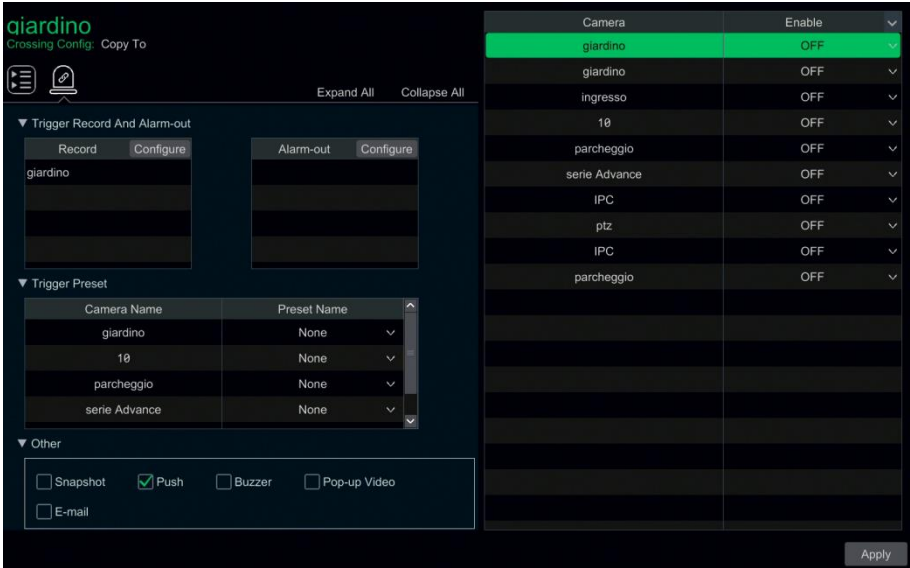 giardino
Crossing Config: Copy To
Expand All Collapse All
Trigger Record And Alarm-out
Record Configure
giardino
Alarm-out Configure
Trigger Preset
Camera Name Preset Name
giardino None
10 None
parcheggio None
serie Advance None
Other
Snapshot Push Buzzer Pop-up Video
E-mail
Camera Enable
giardino OFF
giardino OFF
ingresso OFF
10 OFF
parcheggio OFF
serie Advance OFF
IPC OFF
ptz OFF
IPC OFF
parcheggio OFF
Apply